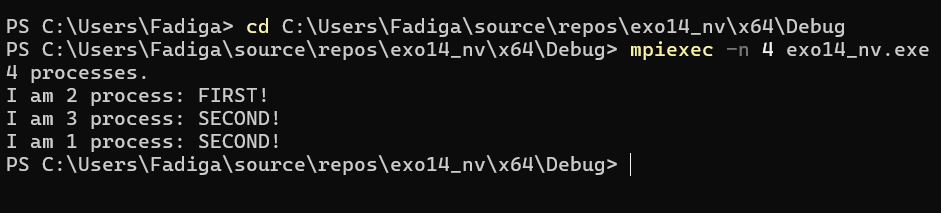 PS C:\Users\Fadiga> cd C:\Users\Fadiga\source\repos\exo14_nv\x64\Debug
PS C:\Users\Fadiga\source\repos\exo14_nv\x64\Debug> mpiexec -n 4 exo14_nv.exe
4 processes.
I am 2 process: FIRST!
I am 3 process: SECOND!
I am 1 process: SECOND!
PS C:\Users\Fadiga\source\repos\exo14_nv\x64\Debug>